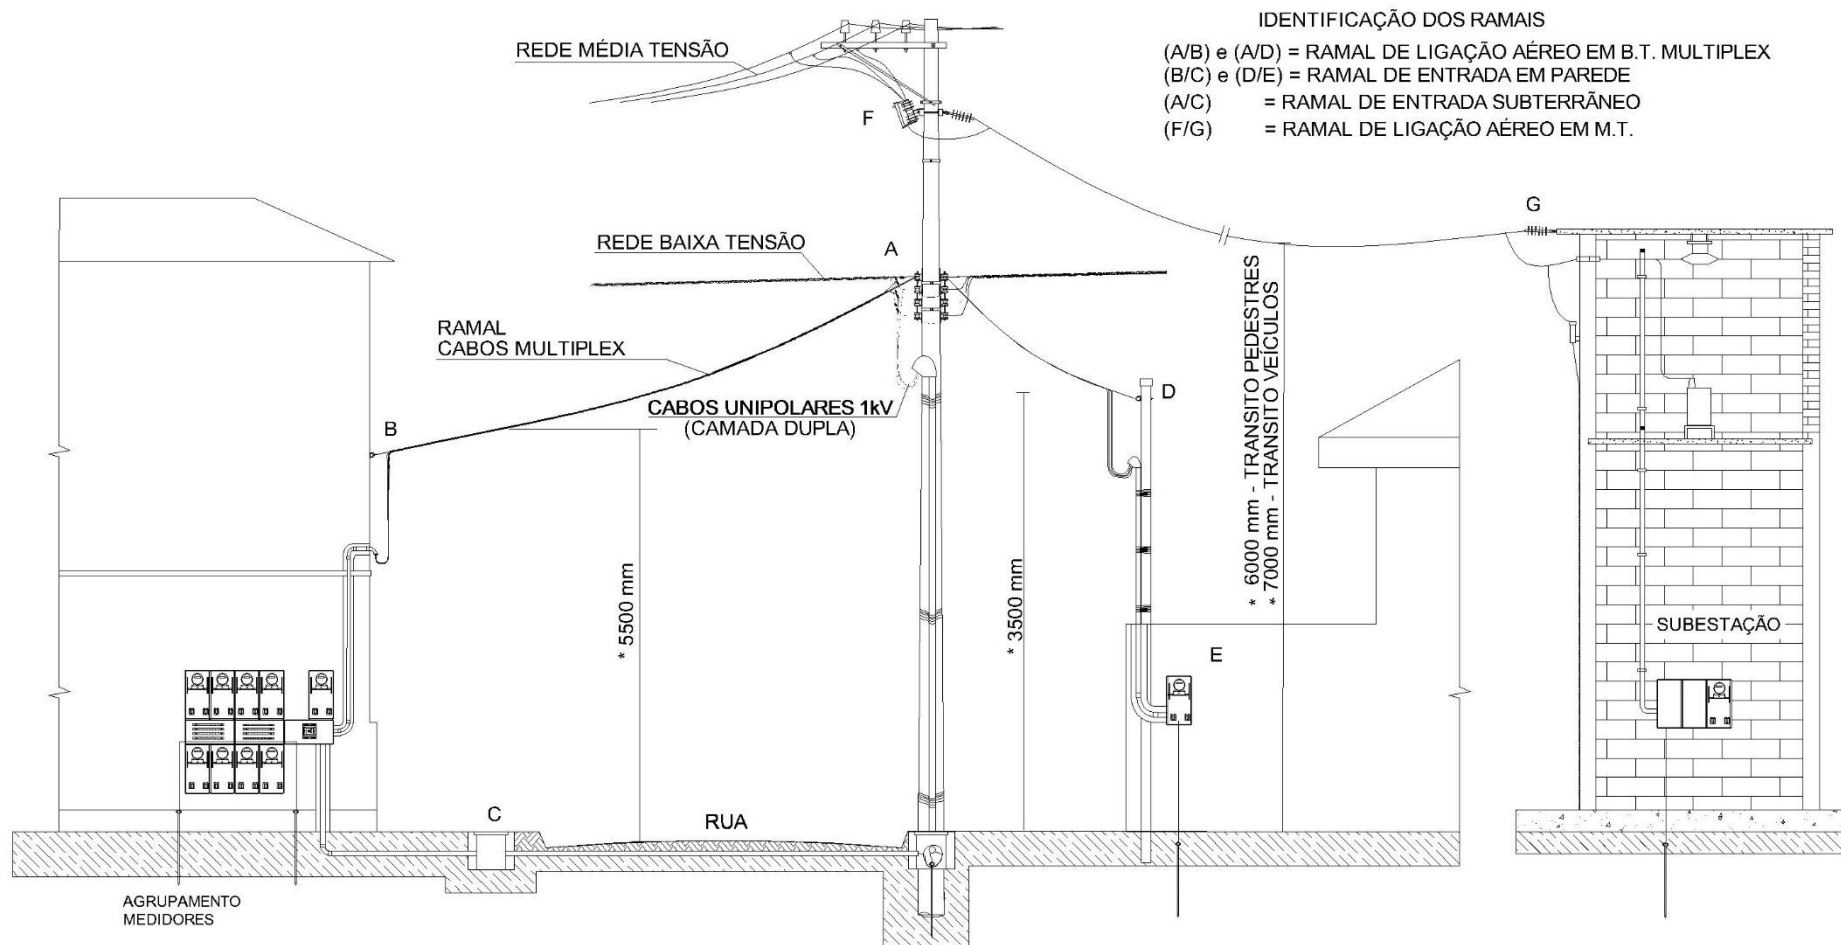 IDENTIFICAÇÃO DOS RAMAIS
(A/B) e (A/D) = RAMAL DE LIGAÇÃO AÉREO EM B.T. MULTIPLEX
(B/C) e (D/E) = RAMAL DE ENTRADA EM PAREDE
(A/C) = RAMAL DE ENTRADA SUBTERRÃNEO
(F/G) = RAMAL DE LIGAÇÃO AÉREO EM M.T.
REDE MÉDIA TENSÃO
F
G
REDE BAIXA TENSÃO
A
RAMAL
CABOS MULTIPLEX
CABOS UNIPOLARES 1kV
(CAMADA DUPLA)
B
D
* 5500 mm
* 3500 mm
* 6000 mm - TRANSITO PEDESTRES
* 7000 mm - TRANSITO VEÍCULOS
SUBESTAÇÃO
E
C
RUA
AGRUPAMENTO
MEDIDORES